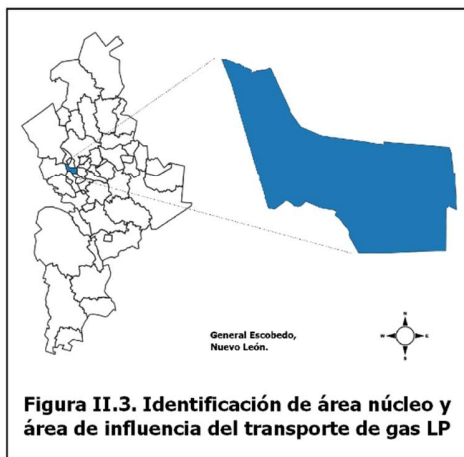 General Escobedo,
Nuevo León.
N
W E
S
Figura II.3. Identificación de área núcleo y
área de influencia del transporte de gas LP